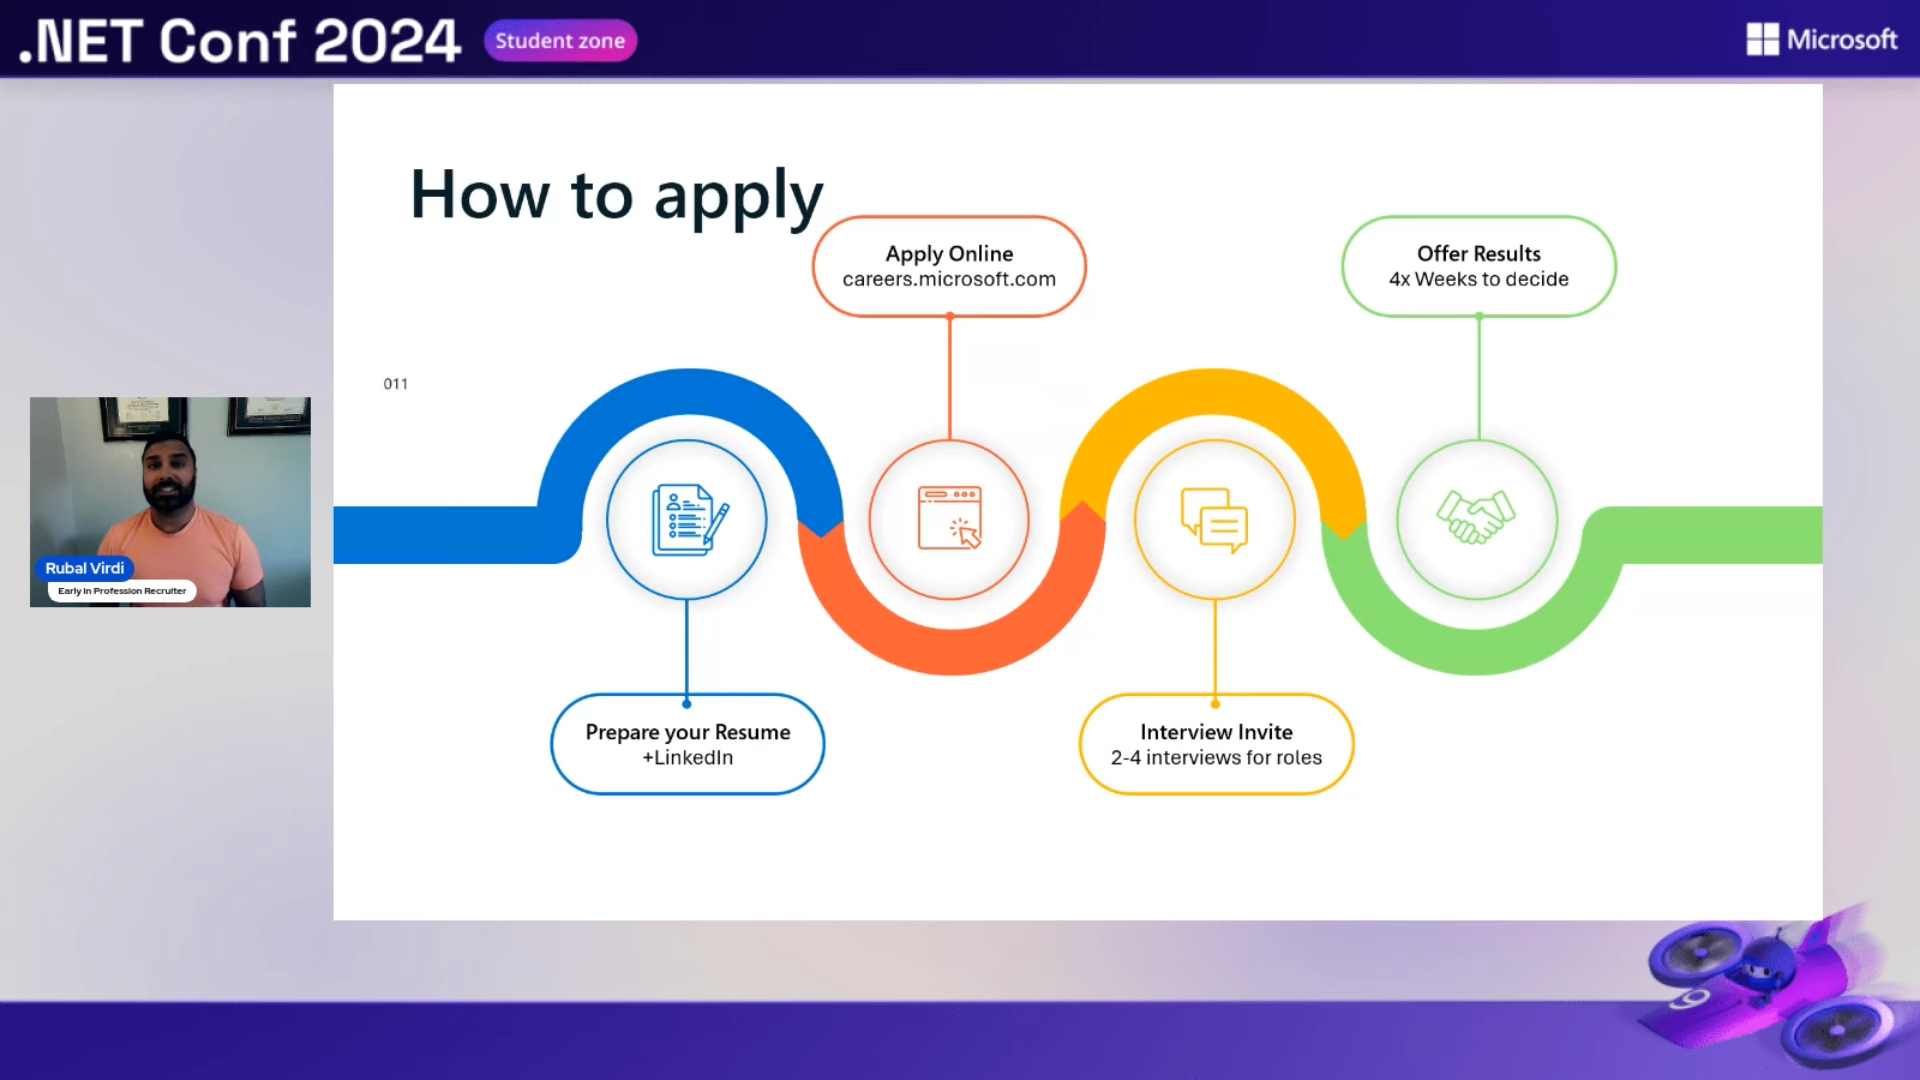 .NET Conf 2024
Student zone
Microsoft
How to apply
Apply Online
careers.microsoft.com
Offer Results
4x Weeks to decide
011
Rubal Virdi
Early in Profession Recruiter
Prepare your Resume
+LinkedIn
Interview Invite
2-4 interviews for roles
9